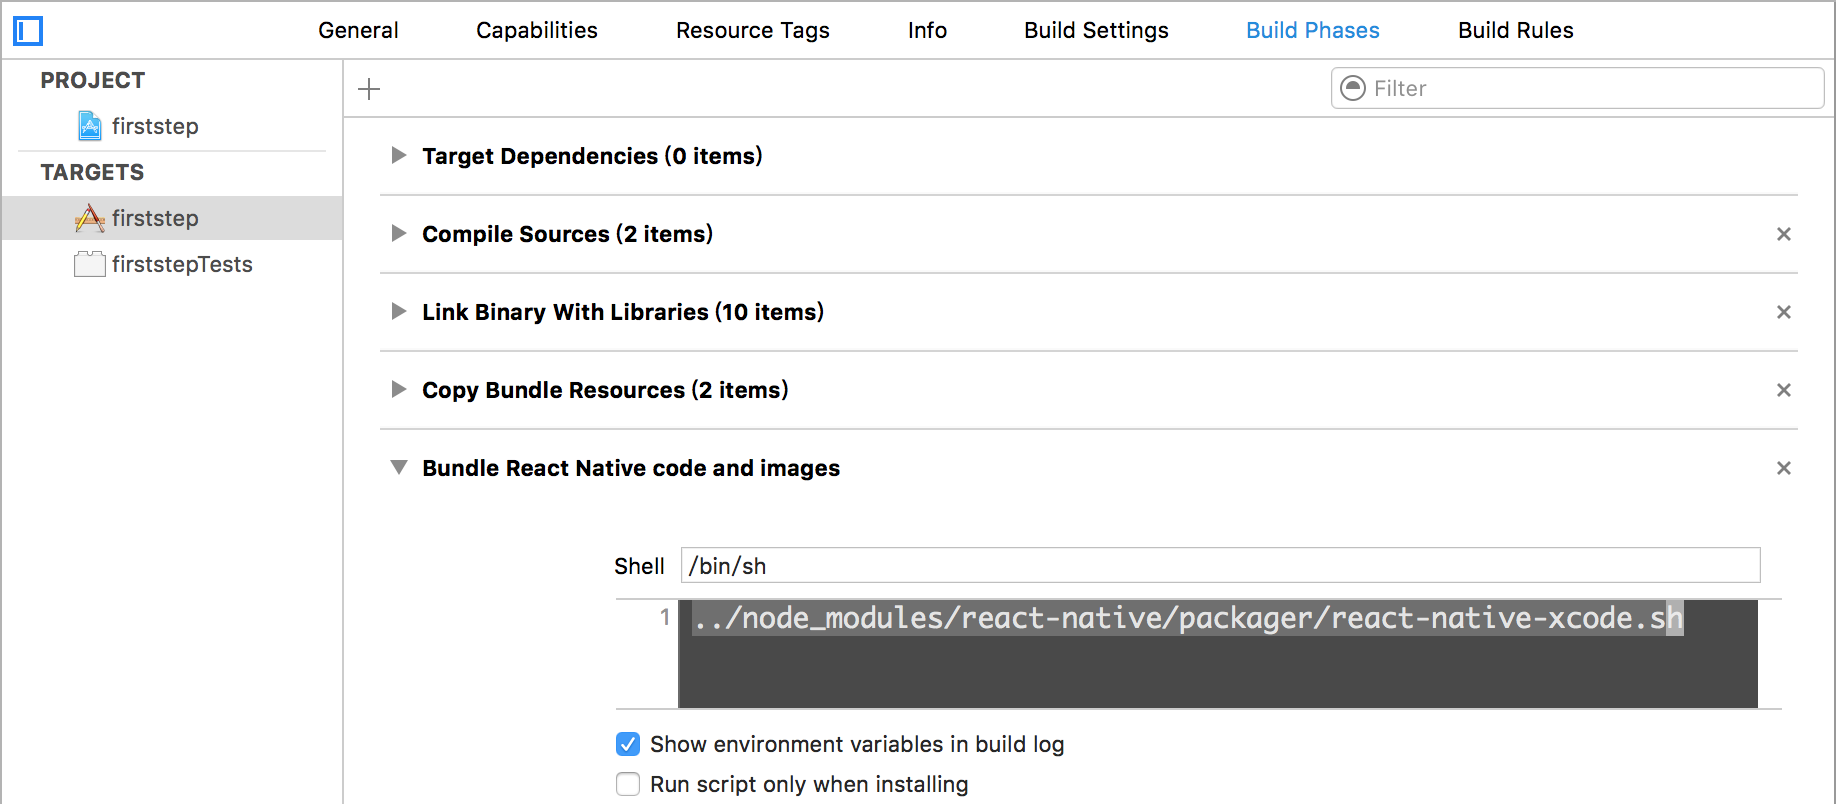 General Capabilities Resource Tags Info Build Settings Build Phases Build Rules
PROJECT
firststep
TARGETS
firststep
firststepTests
Filter
Target Dependencies (0 items)
Compile Sources (2 items)
Link Binary With Libraries (10 items)
Copy Bundle Resources (2 items)
Bundle React Native code and images
Shell /bin/sh
1 ../node_modules/react-native/packager/react-native-xcode.sh
Show environment variables in build log
Run script only when installing